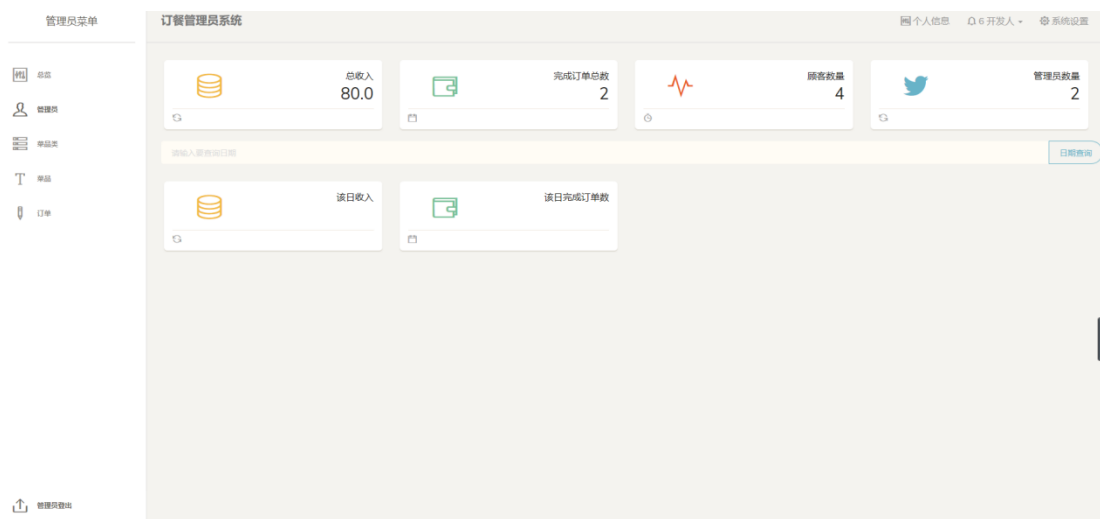 管理员菜单
订餐管理员系统
个人信息
6 开发人
系统设置
总监
管理员
单品类
单品
订单
管理员登出
总收入
80.0
完成订单总数
2
顾客数量
4
管理员数量
2
请输入要查询日期
日期查询
该日收入
该日完成订单数